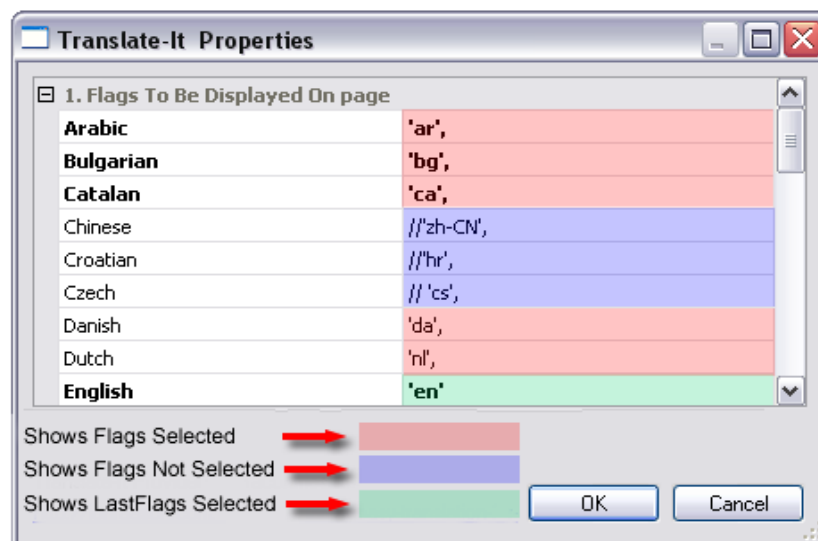 Translate-It Properties
1. Flags To Be Displayed On page
Arabic 'ar',
Bulgarian 'bg',
Catalan 'ca',
Chinese //'zh-CN',
Croatian //'hr',
Czech // 'cs',
Danish 'da',
Dutch 'nl',
English 'en'
Shows Flags Selected
Shows Flags Not Selected
Shows LastFlags Selected
OK Cancel